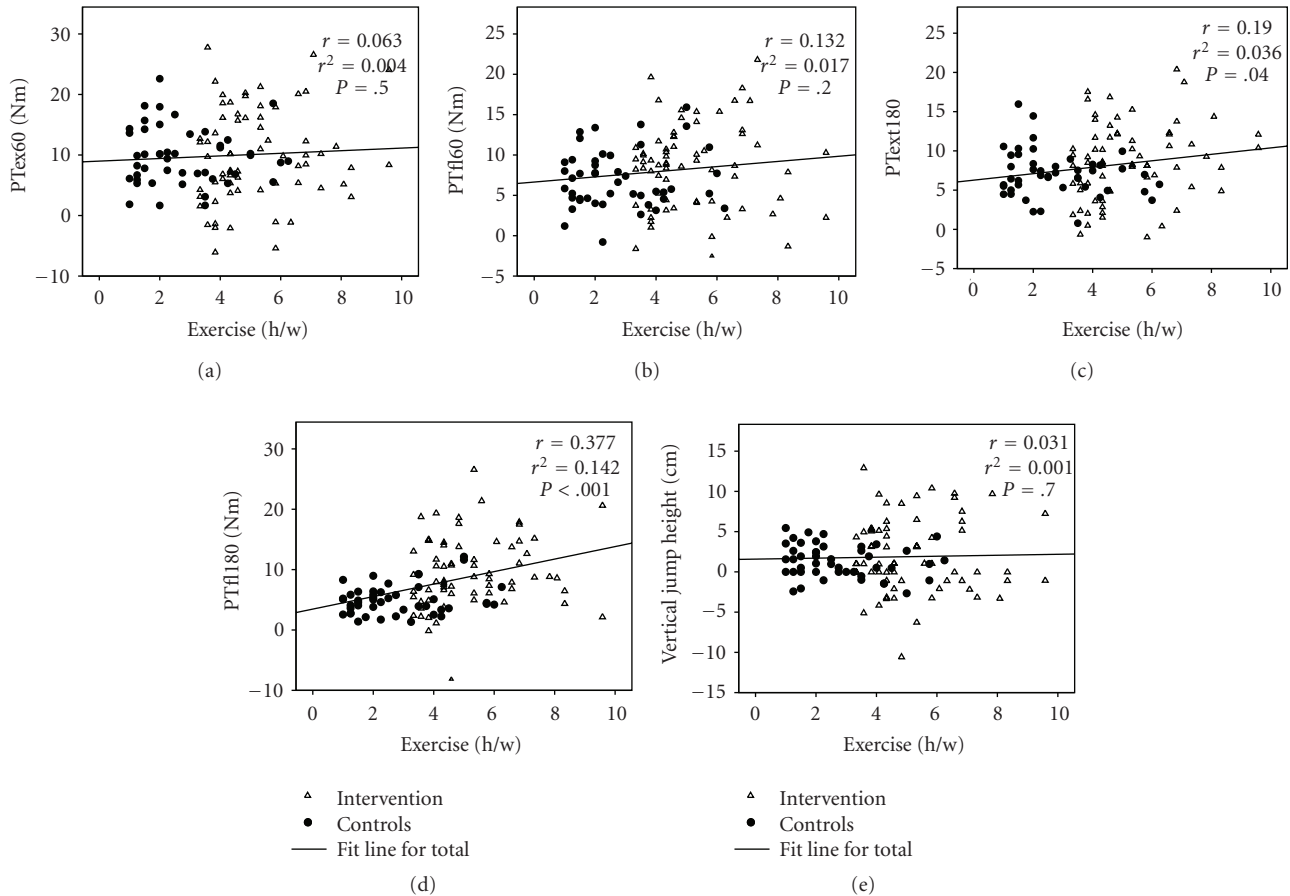 30
20
10
0
−10
PTex60 (Nm)
r = 0.063
r² = 0.004
P = .5
0 2 4 6 8 10
Exercise (h/w)
(a)
25
20
15
10
5
0
−5
PTfl60 (Nm)
r = 0.132
r² = 0.017
P = .2
0 2 4 6 8 10
Exercise (h/w)
(b)
25
20
15
10
5
0
−5
PText180
r = 0.19
r² = 0.036
P = .04
0 2 4 6 8 10
Exercise (h/w)
(c)
30
20
10
0
−10
PTfl180 (Nm)
r = 0.377
r² = 0.142
P < .001
0 2 4 6 8 10
Exercise (h/w)
Intervention
Controls
Fit line for total
(d)
15
10
5
0
−5
−10
−15
Vertical jump height (cm)
r = 0.031
r² = 0.001
P = .7
0 2 4 6 8 10
Exercise (h/w)
Intervention
Controls
Fit line for total
(e)